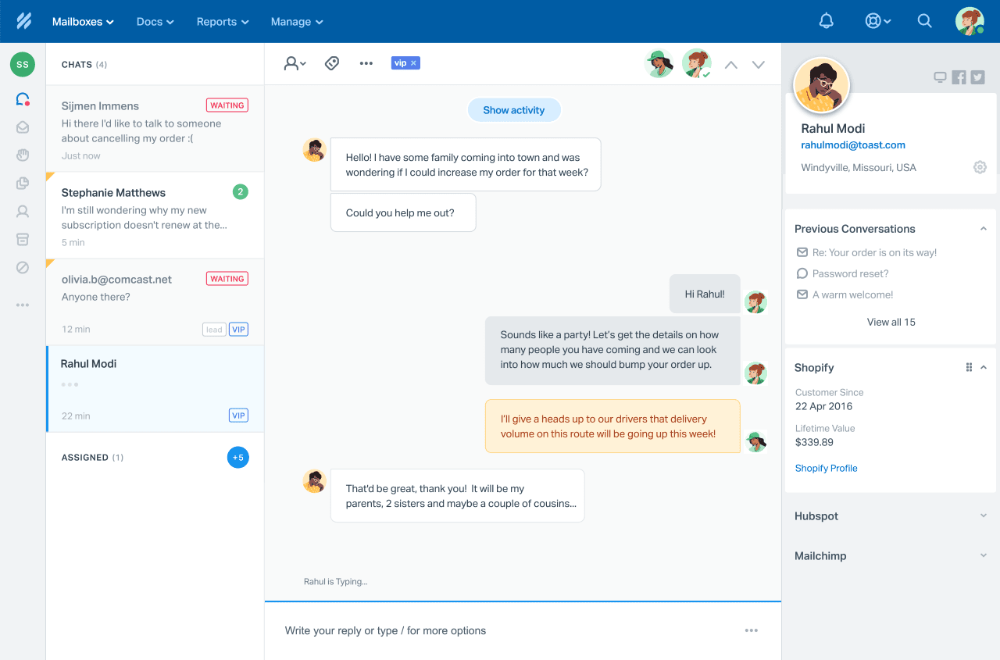 Mailboxes
Docs
Reports
Manage
SS
CHATS (4)
Sijmen Immens
WAITING
Hi there I'd like to talk to someone
about cancelling my order :(
Just now
Stephanie Matthews
2
I'm still wondering why my new
subscription doesn't renew at the...
5 min
olivia.b@comcast.net
WAITING
Anyone there?
12 min
lead
VIP
Rahul Modi
22 min
VIP
ASSIGNED (1)
+5
vip ×
Show activity
Hello! I have some family coming into town and was
wondering if I could increase my order for that week?
Could you help me out?
Hi Rahul!
Sounds like a party! Let's get the details on how
many people you have coming and we can look
into how much we should bump your order up.
I'll give a heads up to our drivers that delivery
volume on this route will be going up this week!
That'd be great, thank you! It will be my
parents, 2 sisters and maybe a couple of cousins...
Rahul is Typing...
Write your reply or type / for more options
Rahul Modi
rahulmodi@toast.com
Windyville, Missouri, USA
Previous Conversations
Re: Your order is on its way!
Password reset?
A warm welcome!
View all 15
Shopify
Customer Since
22 Apr 2016
Lifetime Value
$339.89
Shopify Profile
Hubspot
Mailchimp